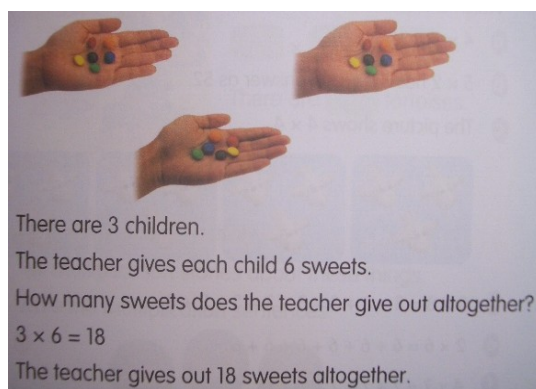 There are 3 children.
The teacher gives each child 6 sweets.
How many sweets does the teacher give out altogether?
3 × 6 = 18
The teacher gives out 18 sweets altogether.